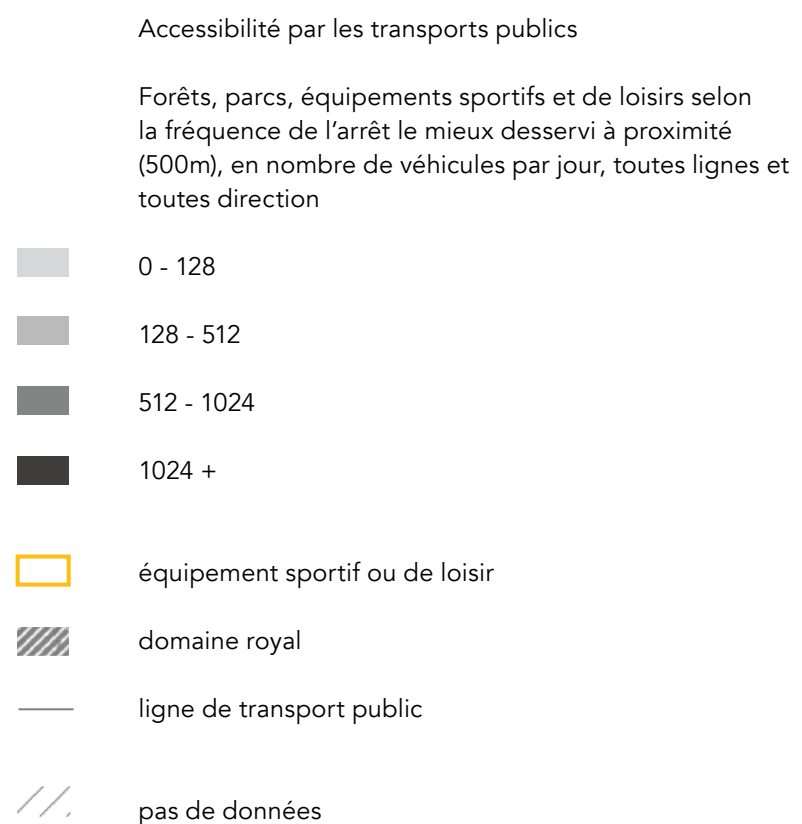 Accessibilité par les transports publics
Forêts, parcs, équipements sportifs et de loisirs selon
la fréquence de l'arrêt le mieux desservi à proximité
(500m), en nombre de véhicules par jour, toutes lignes et
toutes direction
0 - 128
128 - 512
512 - 1024
1024 +
équipement sportif ou de loisir
domaine royal
ligne de transport public
pas de données